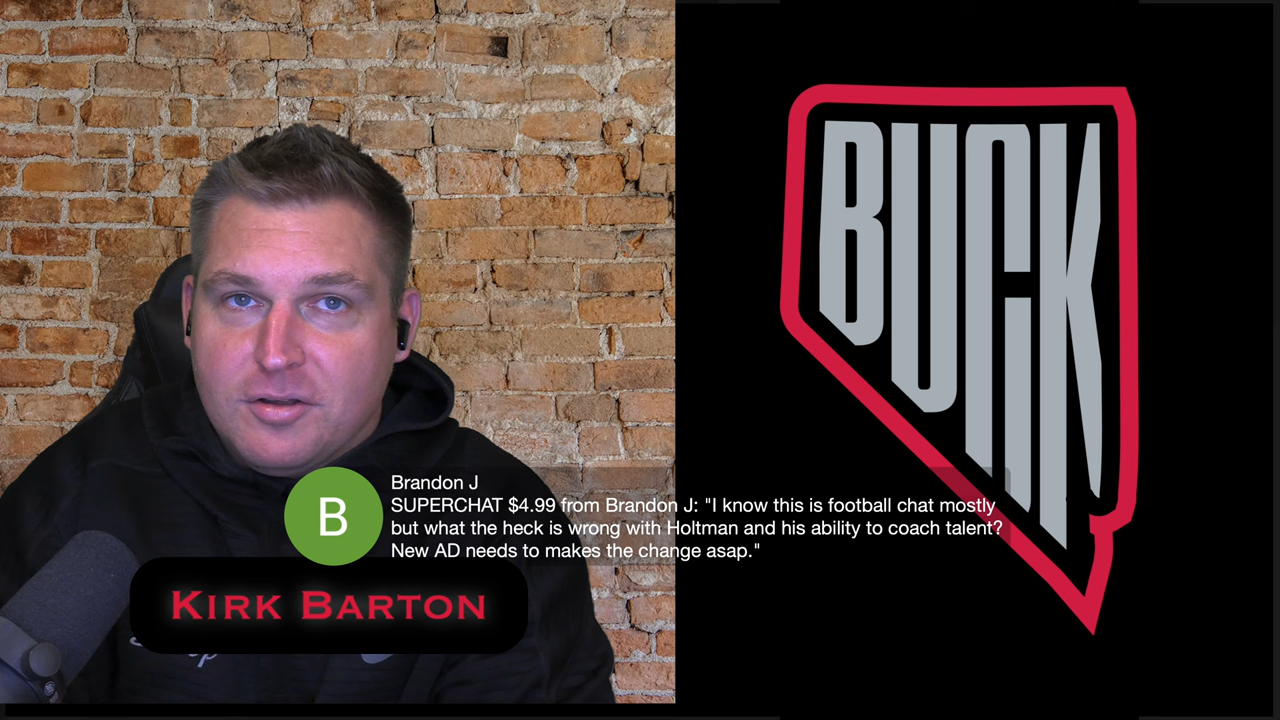 BUCK
Brandon J
B
SUPERCHAT $4.99 from Brandon J: "I know this is football chat mostly
but what the heck is wrong with Holtman and his ability to coach talent?
New AD needs to makes the change asap."
KIRK BARTON